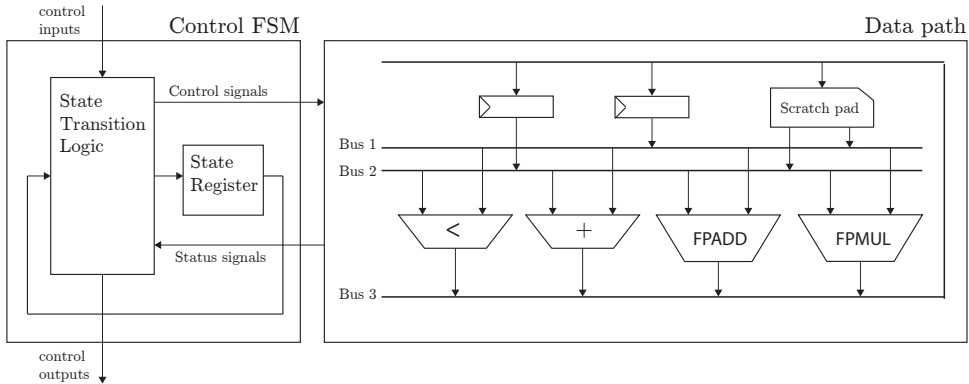 control
inputs
Control FSM
Data path
State
Transition
Logic
Control signals
State
Register
Status signals
Scratch pad
Bus 1
Bus 2
<
+
FPADD
FPMUL
Bus 3
control
outputs